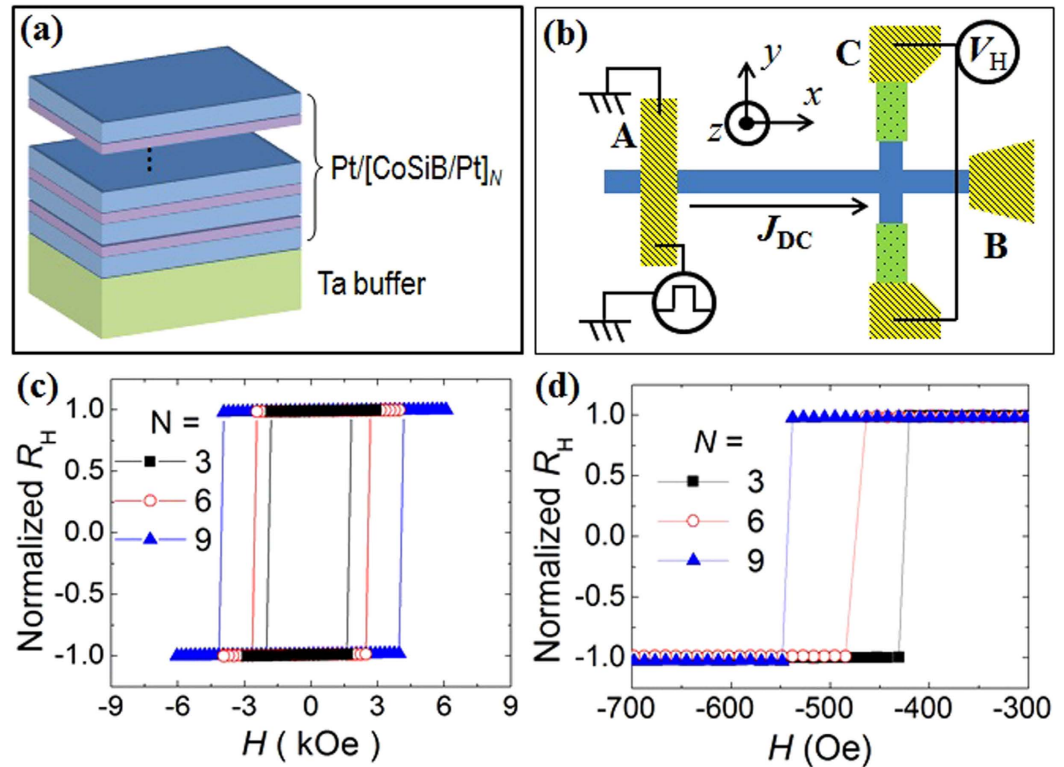 (a)
Pt/[CoSiB/Pt]N
Ta buffer
(b)
A
y
x
z
JDC
C
VH
B
(c)
Normalized RH
1.0
0.5
0.0
-0.5
-1.0
N =
3
6
9
-9 -6 -3 0 3 6 9
H ( kOe)
(d)
Normalized RH
1.0
0.5
0.0
-0.5
-1.0
N =
3
6
9
-700 -600 -500 -400 -300
H (Oe)